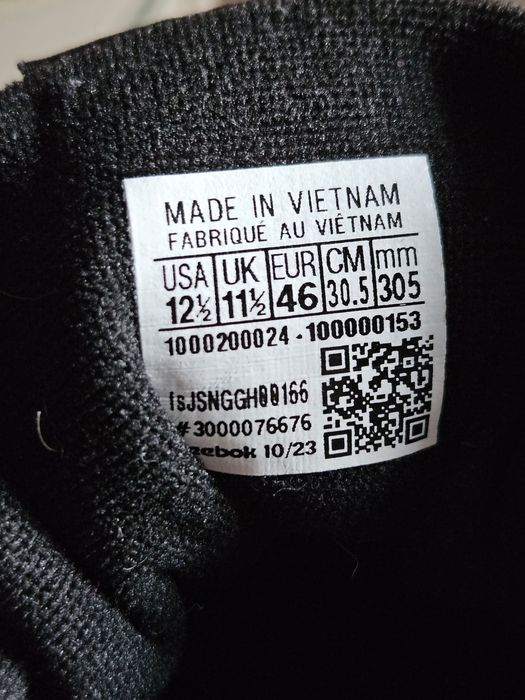 MADE IN VIETNAM
FABRIQUÉ AU VIÊTNAM
USA UK EUR CM mm
12½ 11½ 46 30.5 305
1000200024 - 100000153
# 3000076676
10/23